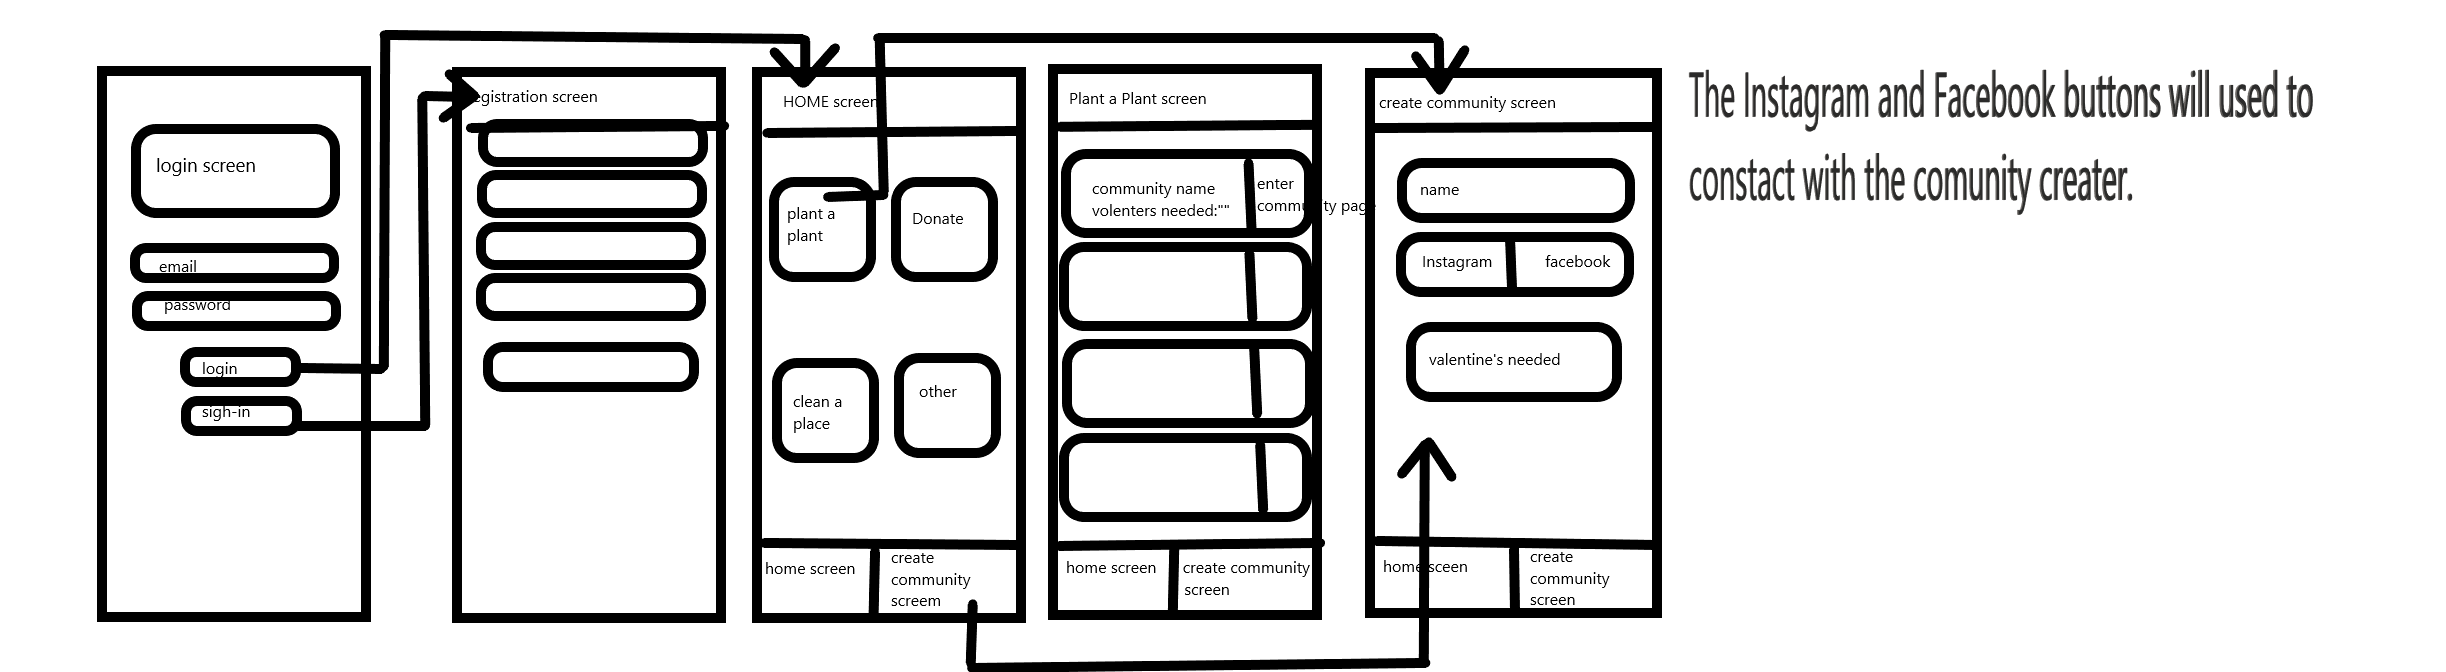 login screen
email
password
login
sigh-in
egistration screen
HOME screen
plant a
plant
Donate
clean a
place
other
home screen
create
community
screem
Plant a Plant screen
community name
volenters needed:""
enter
community page
home screen
create community
screen
create community screen
name
Instagram
facebook
valentine's needed
home sceen
create
community
screen
The Instagram and Facebook buttons will used to
constact with the comunity creater.